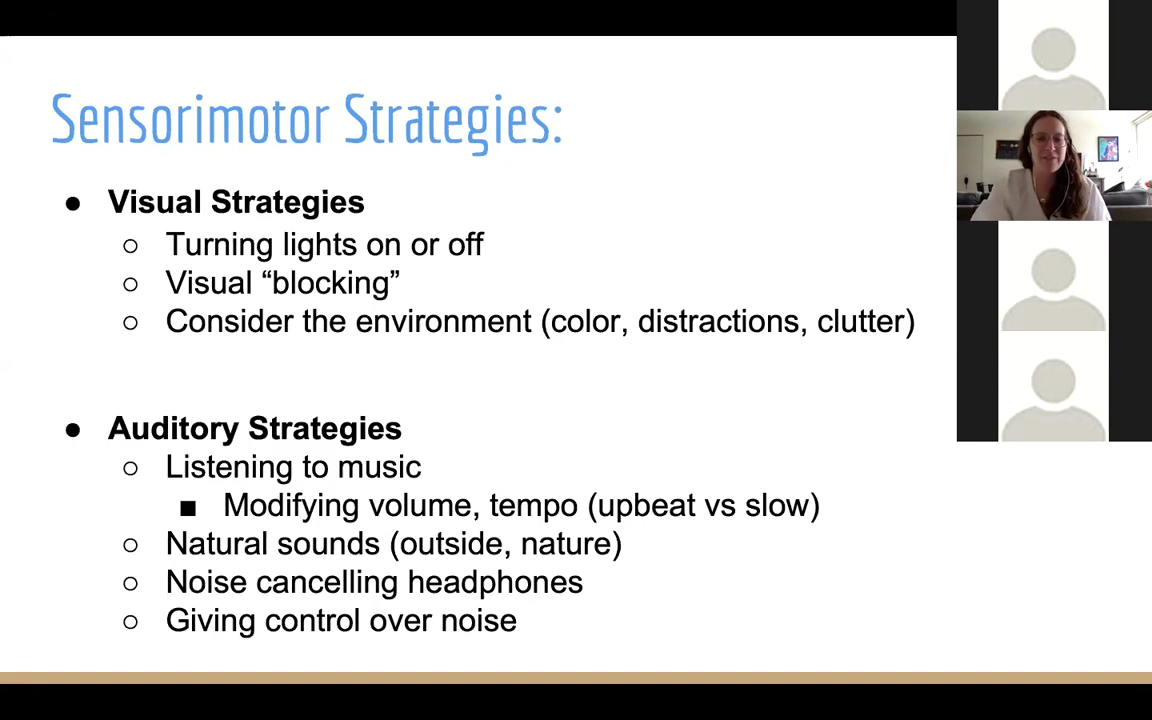 Sensorimotor Strategies:
● Visual Strategies
○ Turning lights on or off
○ Visual “blocking”
○ Consider the environment (color, distractions, clutter)
● Auditory Strategies
○ Listening to music
■ Modifying volume, tempo (upbeat vs slow)
○ Natural sounds (outside, nature)
○ Noise cancelling headphones
○ Giving control over noise